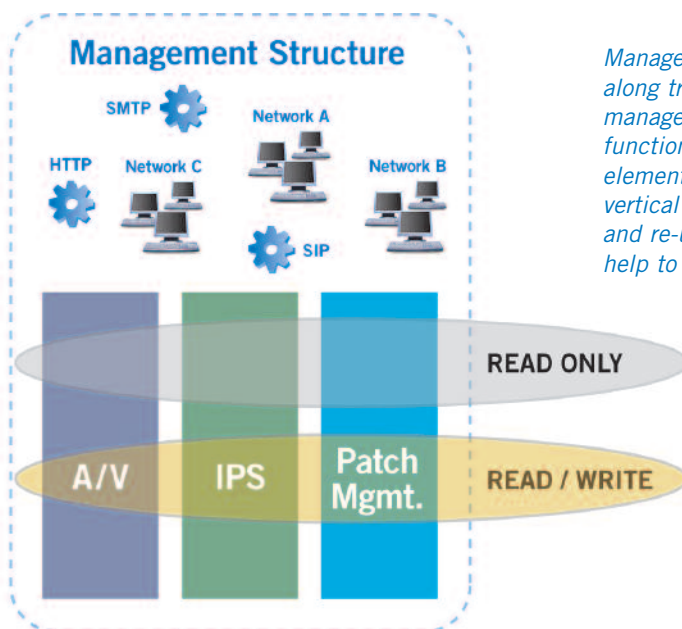 Management Structure
SMTP
Network A
HTTP
Network C
Network B
SIP
READ ONLY
A/V
IPS
Patch
Mgmt.
READ / WRITE
Manage
along tr
manage
function
element
vertical
and re-u
help to